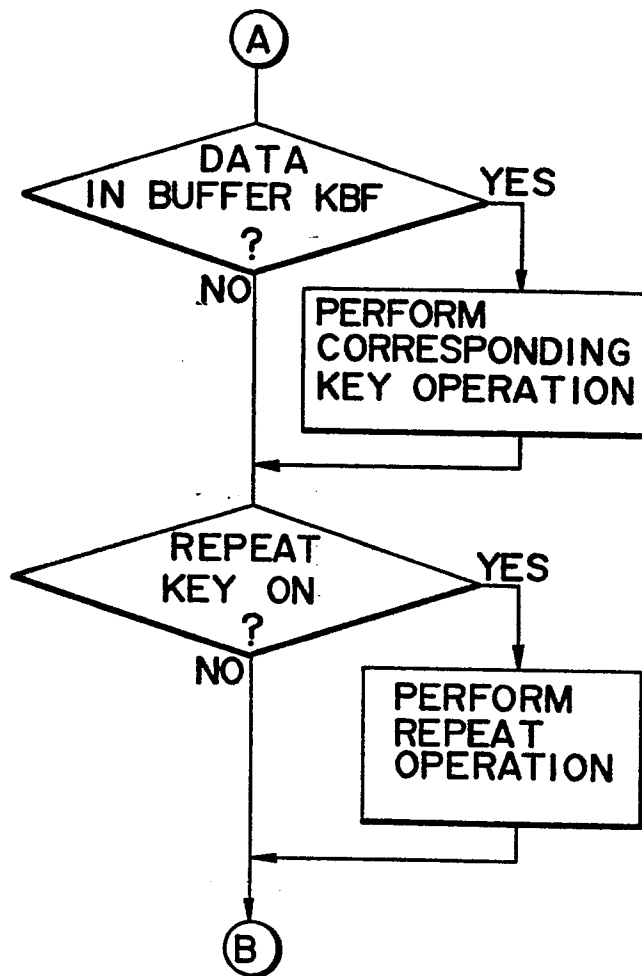 A
DATA
IN BUFFER KBF
?
YES
NO
PERFORM
CORRESPONDING
KEY OPERATION
REPEAT
KEY ON
?
YES
NO
PERFORM
REPEAT
OPERATION
B